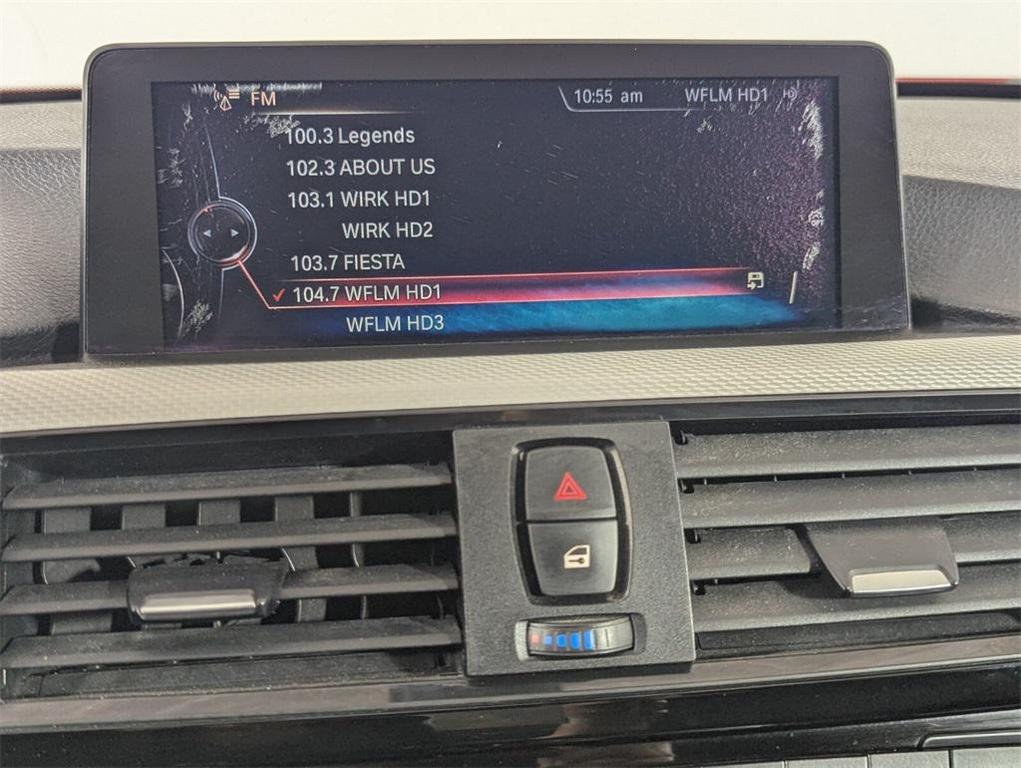 FM
10:55 am
WFLM HD1
100.3 Legends
102.3 ABOUT US
103.1 WIRK HD1
WIRK HD2
103.7 FIESTA
104.7 WFLM HD1
WFLM HD3